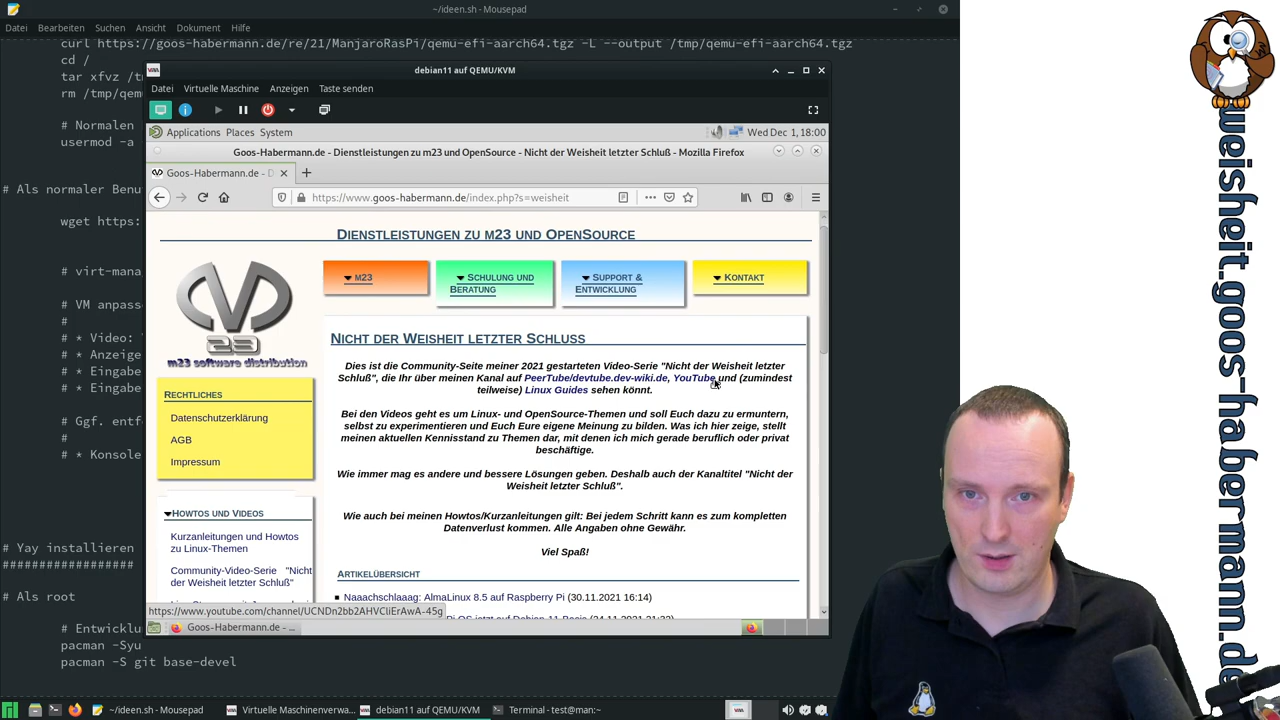 ~/ideen.sh - Mousepad
Datei Bearbeiten Suchen Ansicht Dokument Hilfe
curl https://goos-habermann.de/re/21/ManjaroRasPi/qemu-efi-aarch64.tgz -L --output /tmp/qemu-efi-aarch64.tgz
cd /
tar xfvz /t
rm /tmp/qem
# Normalen
usermod -a
# Als normaler Benu
wget https:
# virt-mana
# VM anpass
#
# * Video:
# * Anzeige
# * Eingabe
# * Eingabe
# Ggf. entf
#
# * Konsole
# Yay installieren
#################
# Als root
# Entwicklu
pacman -Syu
pacman -S git base-devel
debian11 auf QEMU/KVM
Datei Virtuelle Maschine Anzeigen Taste senden
Applications Places System
Wed Dec 1, 18:00
Goos-Habermann.de - Dienstleistungen zu m23 und OpenSource - Nicht der Weisheit letzter Schluß - Mozilla Firefox
Goos-Habermann.de - D
https://www.goos-habermann.de/index.php?s=weisheit
Dienstleistungen zu m23 und OpenSource
m23
Schulung und
Beratung
Support &
Entwicklung
Kontakt
23
m23 software distribution
Rechtliches
Datenschutzerklärung
AGB
Impressum
Howtos und Videos
Kurzanleitungen und Howtos
zu Linux-Themen
Community-Video-Serie "Nicht
der Weisheit letzter Schluß"
Nicht der Weisheit letzter Schluss
Dies ist die Community-Seite meiner 2021 gestarteten Video-Serie "Nicht der Weisheit letzter
Schluß", die Ihr über meinen Kanal auf PeerTube/devtube.dev-wiki.de, YouTube und (zumindest
teilweise) Linux Guides sehen könnt.
Bei den Videos geht es um Linux- und OpenSource-Themen und soll Euch dazu zu ermuntern,
selbst zu experimentieren und Euch Eure eigene Meinung zu bilden. Was ich hier zeige, stellt
meinen aktuellen Kennisstand zu Themen dar, mit denen ich mich gerade beruflich oder privat
beschäftige.
Wie immer mag es andere und bessere Lösungen geben. Deshalb auch der Kanaltitel "Nicht der
Weisheit letzter Schluß".
Wie auch bei meinen Howtos/Kurzanleitungen gilt: Bei jedem Schritt kann es zum kompletten
Datenverlust kommen. Alle Angaben ohne Gewähr.
Viel Spaß!
Artikelübersicht
Naaachschlaaag: AlmaLinux 8.5 auf Raspberry Pi (30.11.2021 16:14)
https://www.youtube.com/channel/UCNDn2bb2AHVCliErAwA-45g
Goos-Habermann.de - ...
~/ideen.sh - Mousepad
Virtuelle Maschinenverwa...
debian11 auf QEMU/KVM
Terminal - test@man:~
weisheit.goos-habermann.de